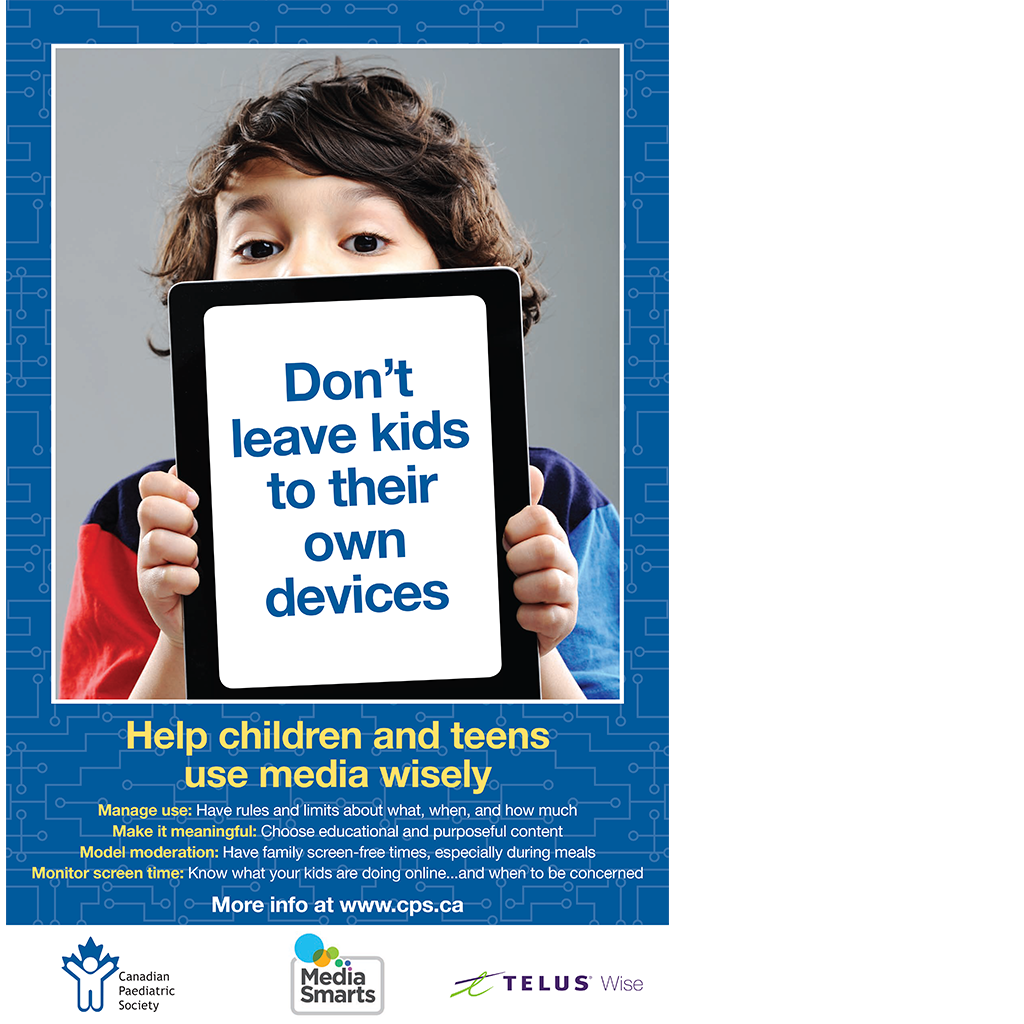 Don't
leave kids
to their
own
devices
Help children and teens
use media wisely
Manage use: Have rules and limits about what, when, and how much
Make it meaningful: Choose educational and purposeful content
Model moderation: Have family screen-free times, especially during meals
Monitor screen time: Know what your kids are doing online...and when to be concerned
More info at www.cps.ca
Canadian
Paediatric
Society
Media
Smarts
TELUS® Wise